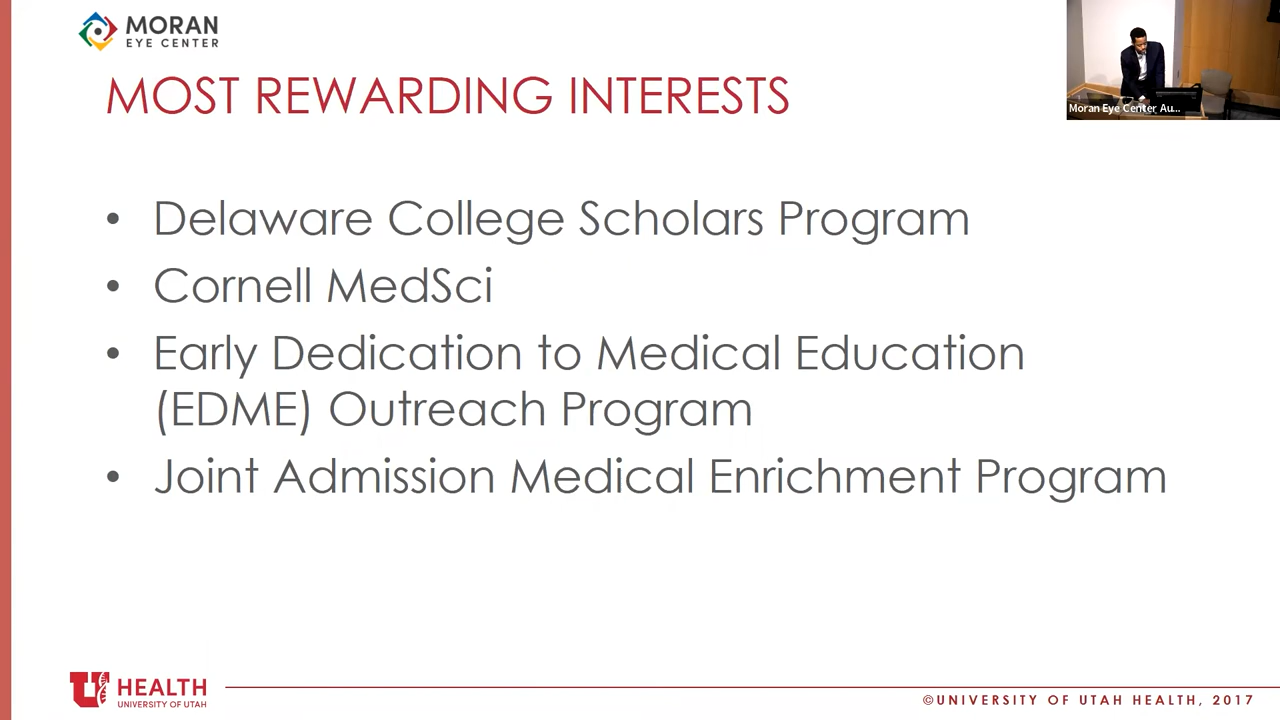 MORAN
EYE CENTER
MOST REWARDING INTERESTS
Moran Eye Center Au...
• Delaware College Scholars Program
• Cornell MedSci
• Early Dedication to Medical Education
(EDME) Outreach Program
• Joint Admission Medical Enrichment Program
U HEALTH
UNIVERSITY OF UTAH
©UNIVERSITY OF UTAH HEALTH, 2017